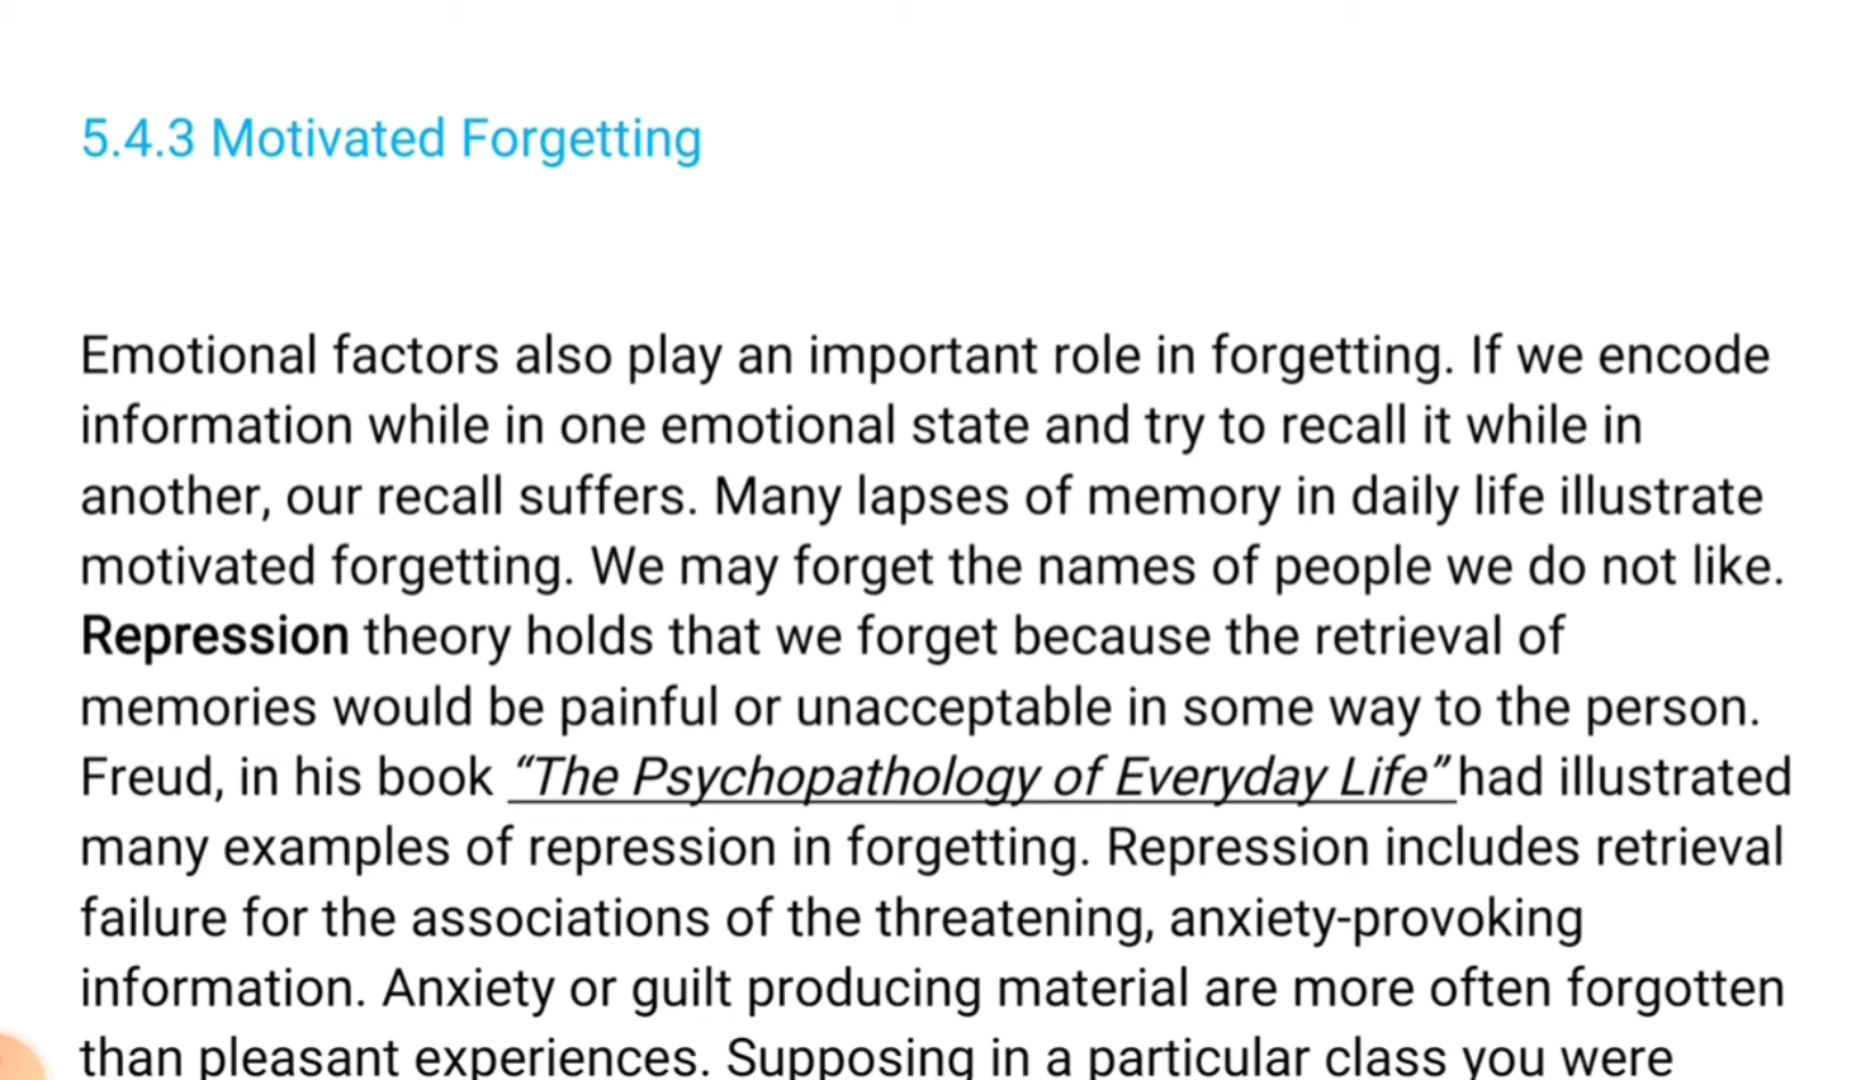 5.4.3 Motivated Forgetting
Emotional factors also play an important role in forgetting. If we encode
information while in one emotional state and try to recall it while in
another, our recall suffers. Many lapses of memory in daily life illustrate
motivated forgetting. We may forget the names of people we do not like.
Repression theory holds that we forget because the retrieval of
memories would be painful or unacceptable in some way to the person.
Freud, in his book “The Psychopathology of Everyday Life” had illustrated
many examples of repression in forgetting. Repression includes retrieval
failure for the associations of the threatening, anxiety-provoking
information. Anxiety or guilt producing material are more often forgotten
than pleasant experiences. Supposing in a particular class you were